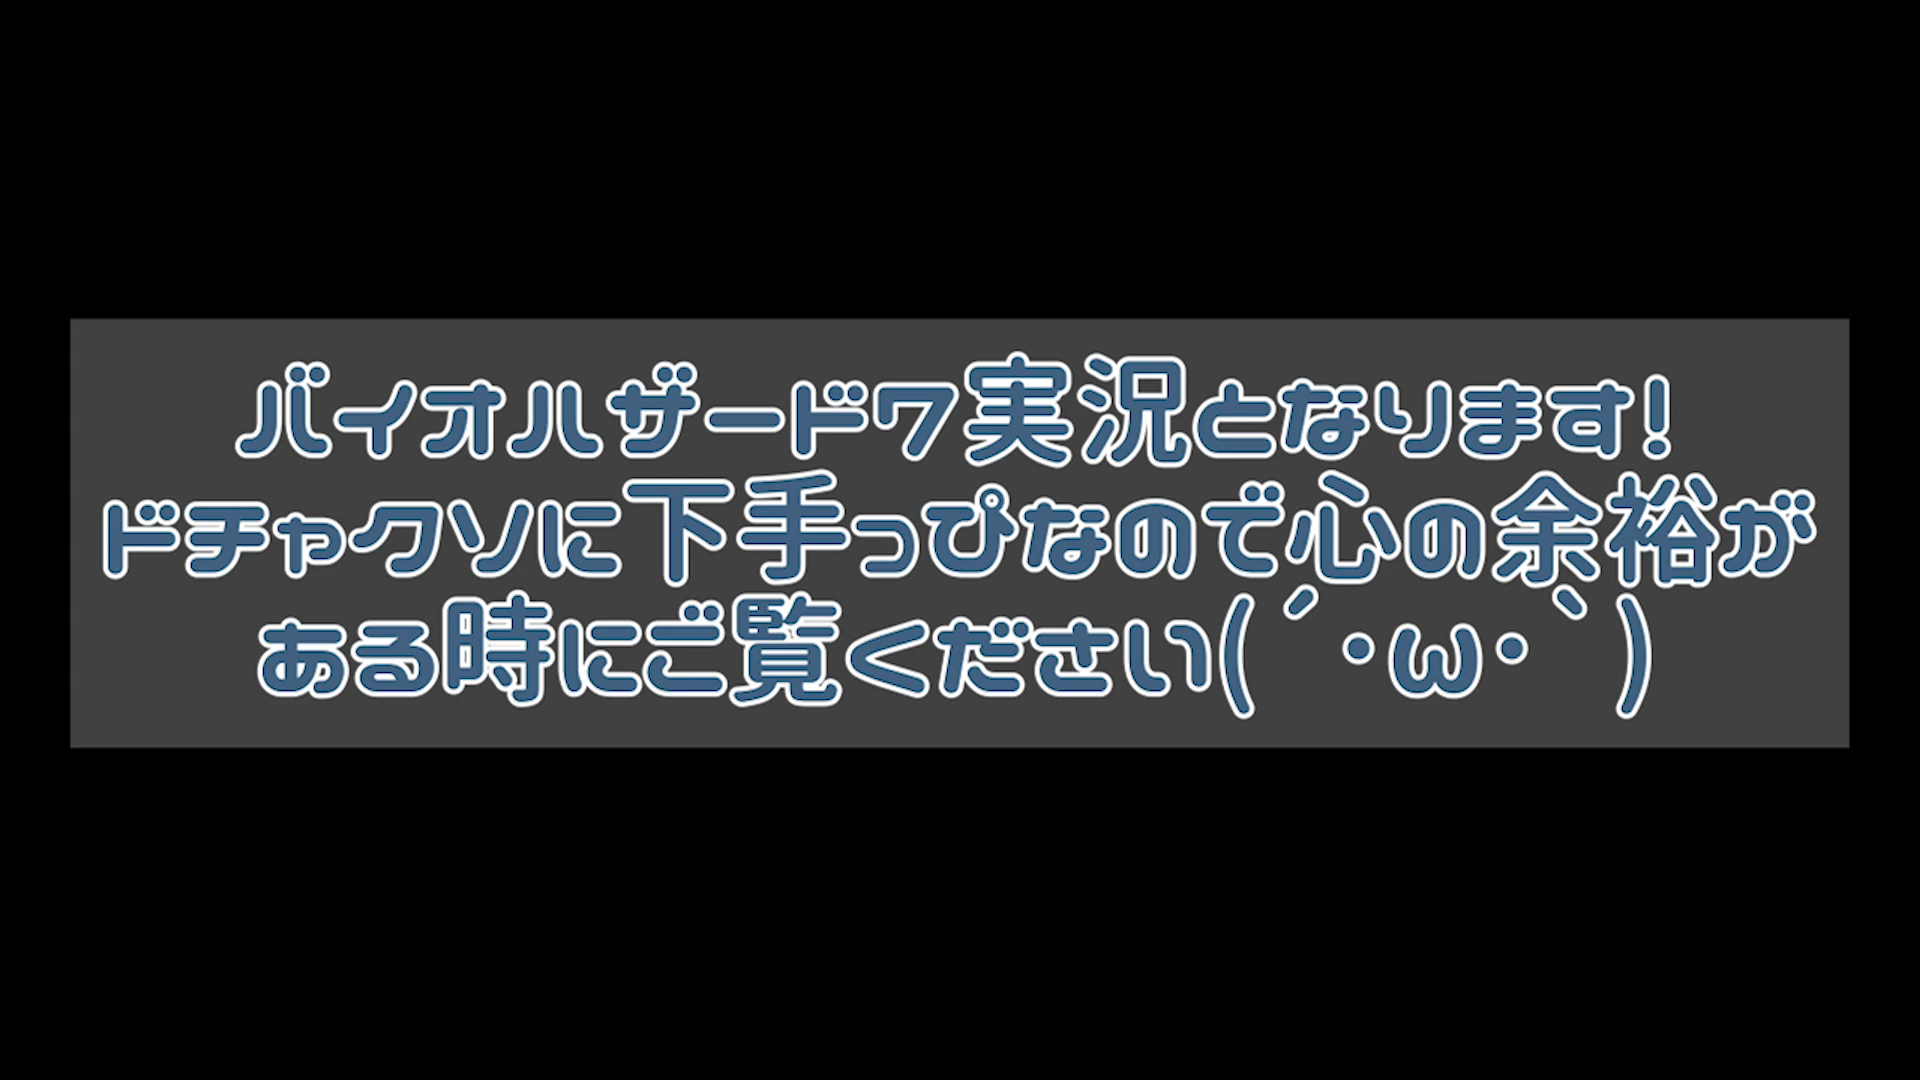 バイオハザード7実況となります!
ドチャクソに下手っぴなので心の余裕が
ある時にご覧ください(´・ω・｀)